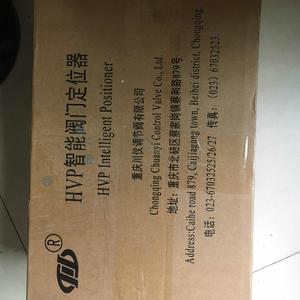 HVP智能阀门定位器
HVP Intelligent Positioner
重庆川仪调节阀有限公司
Chongqing Chuanyi Control Valve Co., Ltd.
地址：重庆市北碚区蔡家岗镇蔡和路879号
Address:Caihe road 879, Caijiagang town, Beibei district, Chongqing
电话：023-67032525/26/27 传真：（023）67032523
®